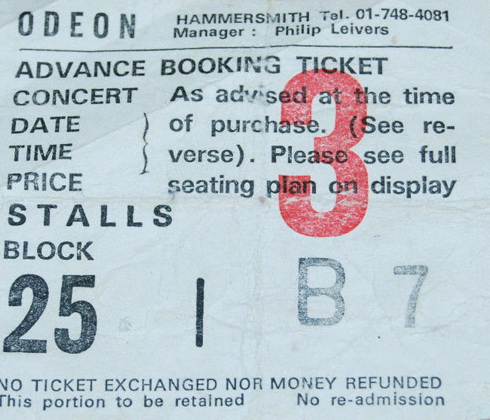 ODEON HAMMERSMITH Tel. 01-748-4081
Manager : Philip Leivers
ADVANCE BOOKING TICKET
CONCERT As advised at the time
DATE of purchase. (See re-
TIME verse). Please see full
PRICE seating plan on display
3
STALLS
BLOCK
25 | B 7
NO TICKET EXCHANGED NOR MONEY REFUNDED
This portion to be retained No re-admission